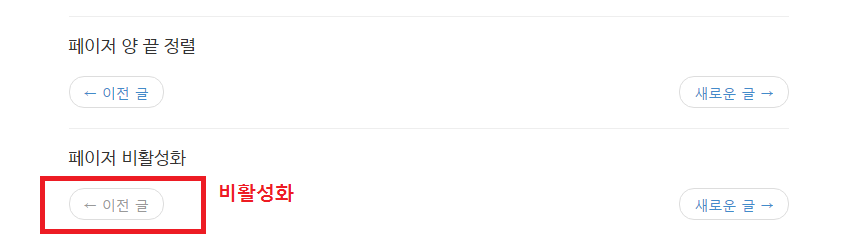 페이저 양 끝 정렬
← 이전 글
새로운 글 →
페이저 비활성화
← 이전 글
비활성화
새로운 글 →